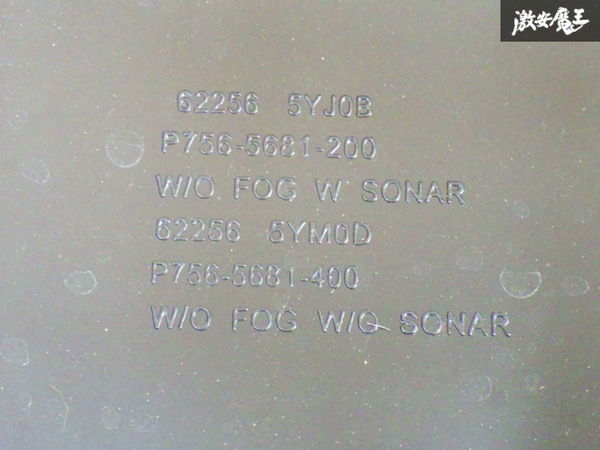 激安魔王
62256 5YJ0B
P756-5681-200
W/O FOG W SONAR
62256 5YM0D
P756-5681-400
W/O FOG W/O SONAR